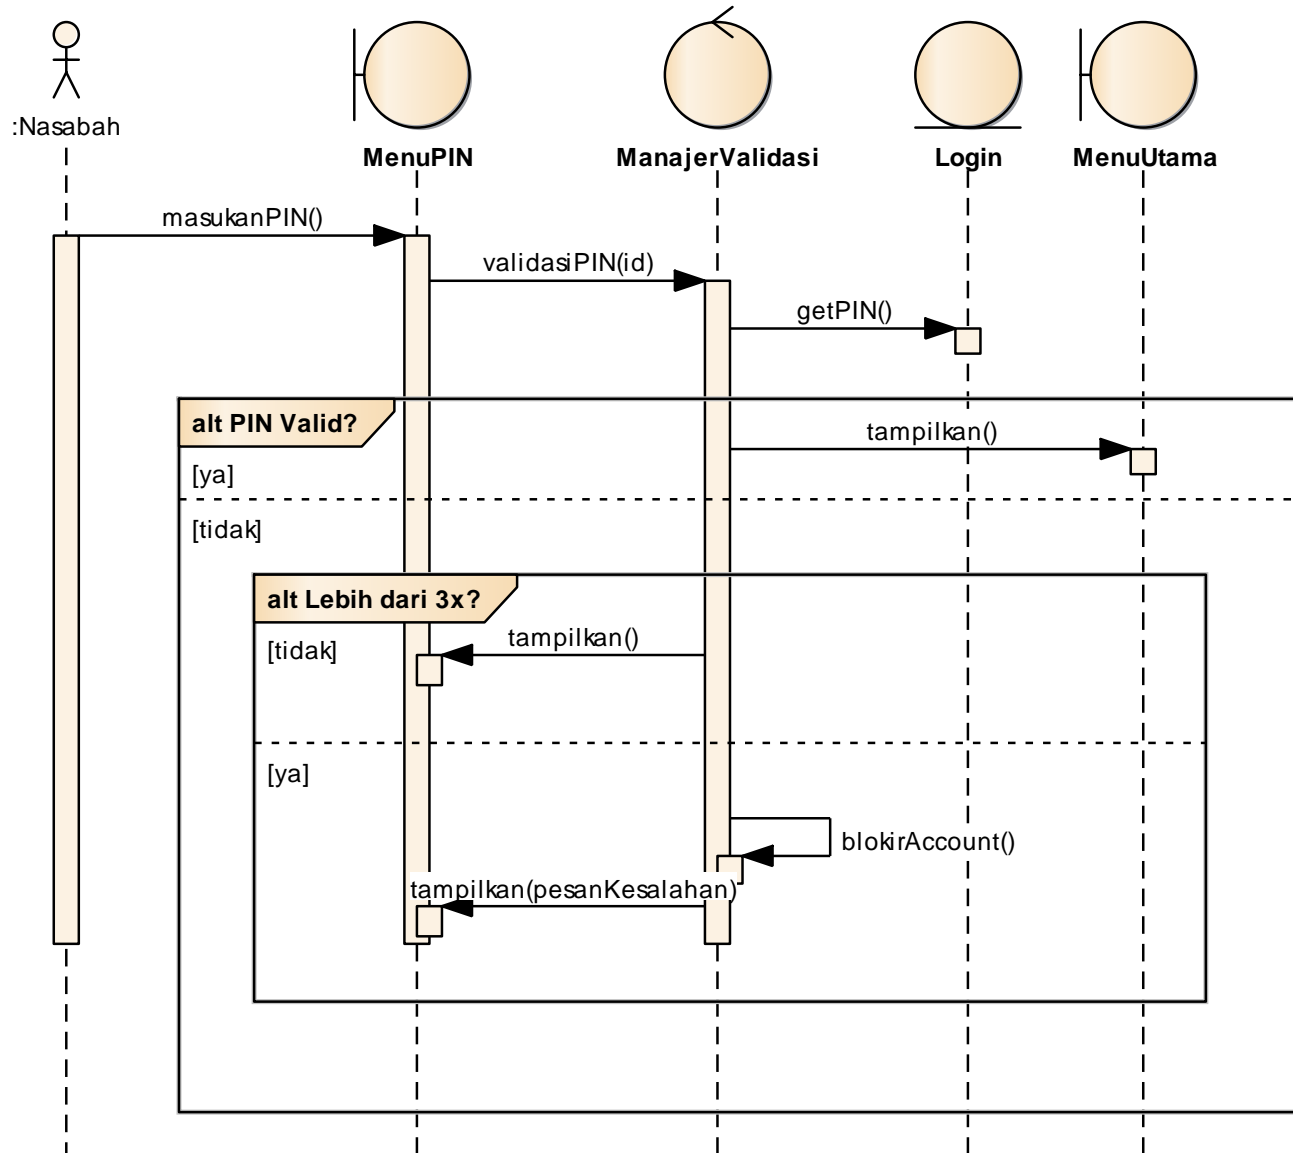 :Nasabah
MenuPIN
ManajerValidasi
Login
MenuUtama
masukanPIN()
validasiPIN(id)
getPIN()
alt PIN Valid?
tampilkan()
[ya]
[tidak]
alt Lebih dari 3x?
tampilkan()
[tidak]
[ya]
blokirAccount()
tampilkan(pesanKesalahan)